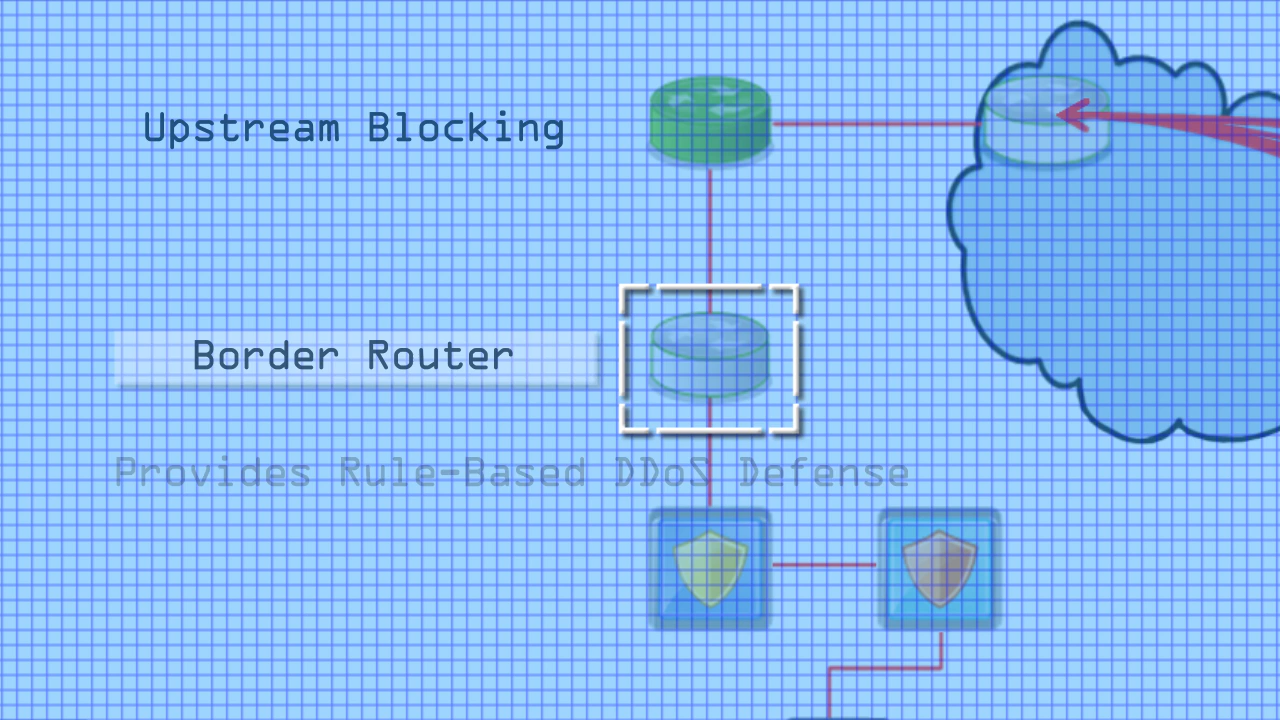 Upstream Blocking
Border Router
Provides Rule-Based DDoS Defense